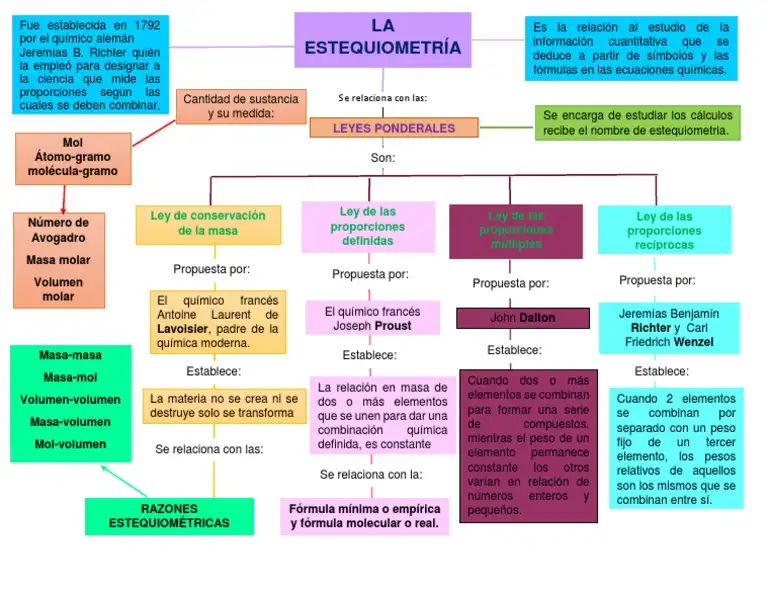 Fue establecida en 1792
por el químico alemán
Jeremías B. Richter quién
la empleó para designar a
la ciencia que mide las
proporciones según las
cuales se deben combinar.
LA
ESTEQUIOMETRÍA
Es la relación al estudio de la
información cuantitativa que se
deduce a partir de símbolos y las
fórmulas en las ecuaciones químicas.
Cantidad de sustancia
y su medida:
Se relaciona con las:
LEYES PONDERALES
Se encarga de estudiar los cálculos
recibe el nombre de estequiometria.
Mol
Átomo-gramo
molécula-gramo
Son:
Número de
Avogadro
Masa molar
Volumen
molar
Ley de conservación
de la masa
Propuesta por:
El químico francés
Antoine Laurent de
Lavoisier, padre de la
química moderna.
Establece:
La materia no se crea ni se
destruye solo se transforma
Se relaciona con las:
RAZONES
ESTEQUIOMÉTRICAS
Masa-masa
Masa-mol
Volumen-volumen
Masa-volumen
Mol-volumen
Ley de las
proporciones
definidas
Propuesta por:
El químico francés
Joseph Proust
Establece:
La relación en masa de
dos o más elementos
que se unen para dar una
combinación química
definida, es constante
Se relaciona con la:
Fórmula mínima o empírica
y fórmula molecular o real.
Ley de las
proporciones
múltiples
Propuesta por:
John Dalton
Establece:
Cuando dos o más
elementos se combinan
para formar una serie
de compuestos,
mientras el peso de un
elemento permanece
constante los otros
varían en relación de
números enteros y
pequeños.
Ley de las
proporciones
recíprocas
Propuesta por:
Jeremías Benjamín
Richter y Carl
Friedrich Wenzel
Establece:
Cuando 2 elementos
se combinan por
separado con un peso
fijo de un tercer
elemento, los pesos
relativos de aquellos
son los mismos que se
combinan entre sí.